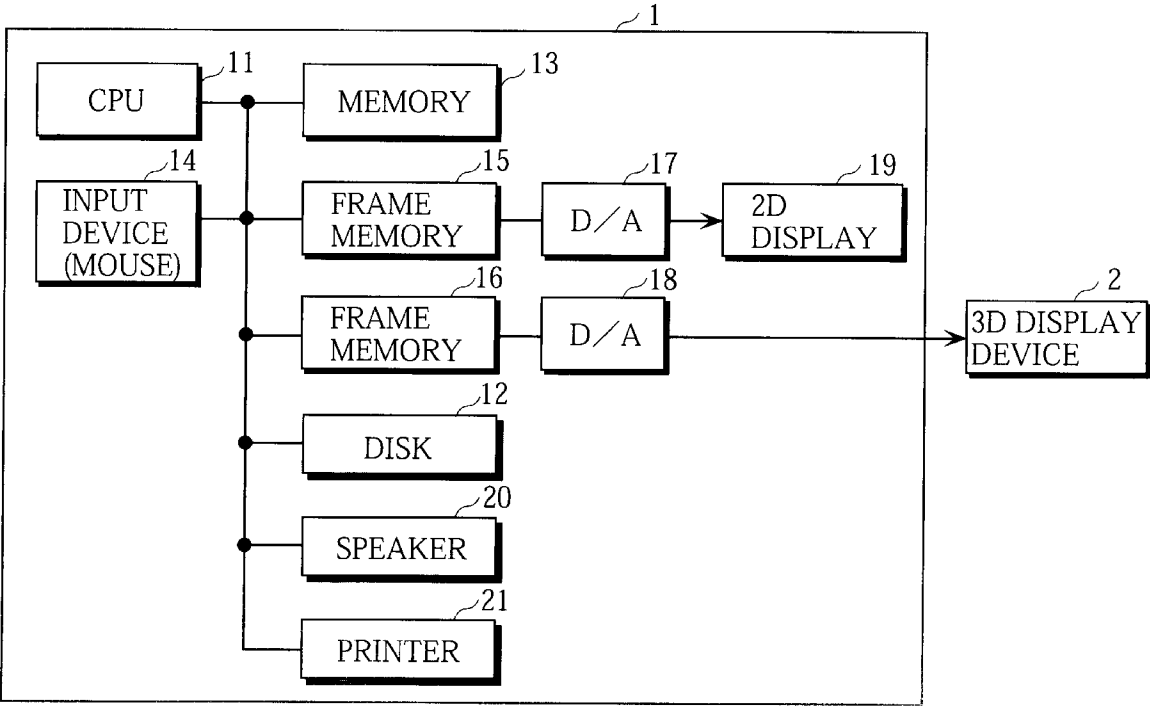 1
11
CPU
13
MEMORY
14
INPUT
DEVICE
(MOUSE)
15
FRAME
MEMORY
17
D/A
19
2D
DISPLAY
16
FRAME
MEMORY
18
D/A
2
3D DISPLAY
DEVICE
12
DISK
20
SPEAKER
21
PRINTER